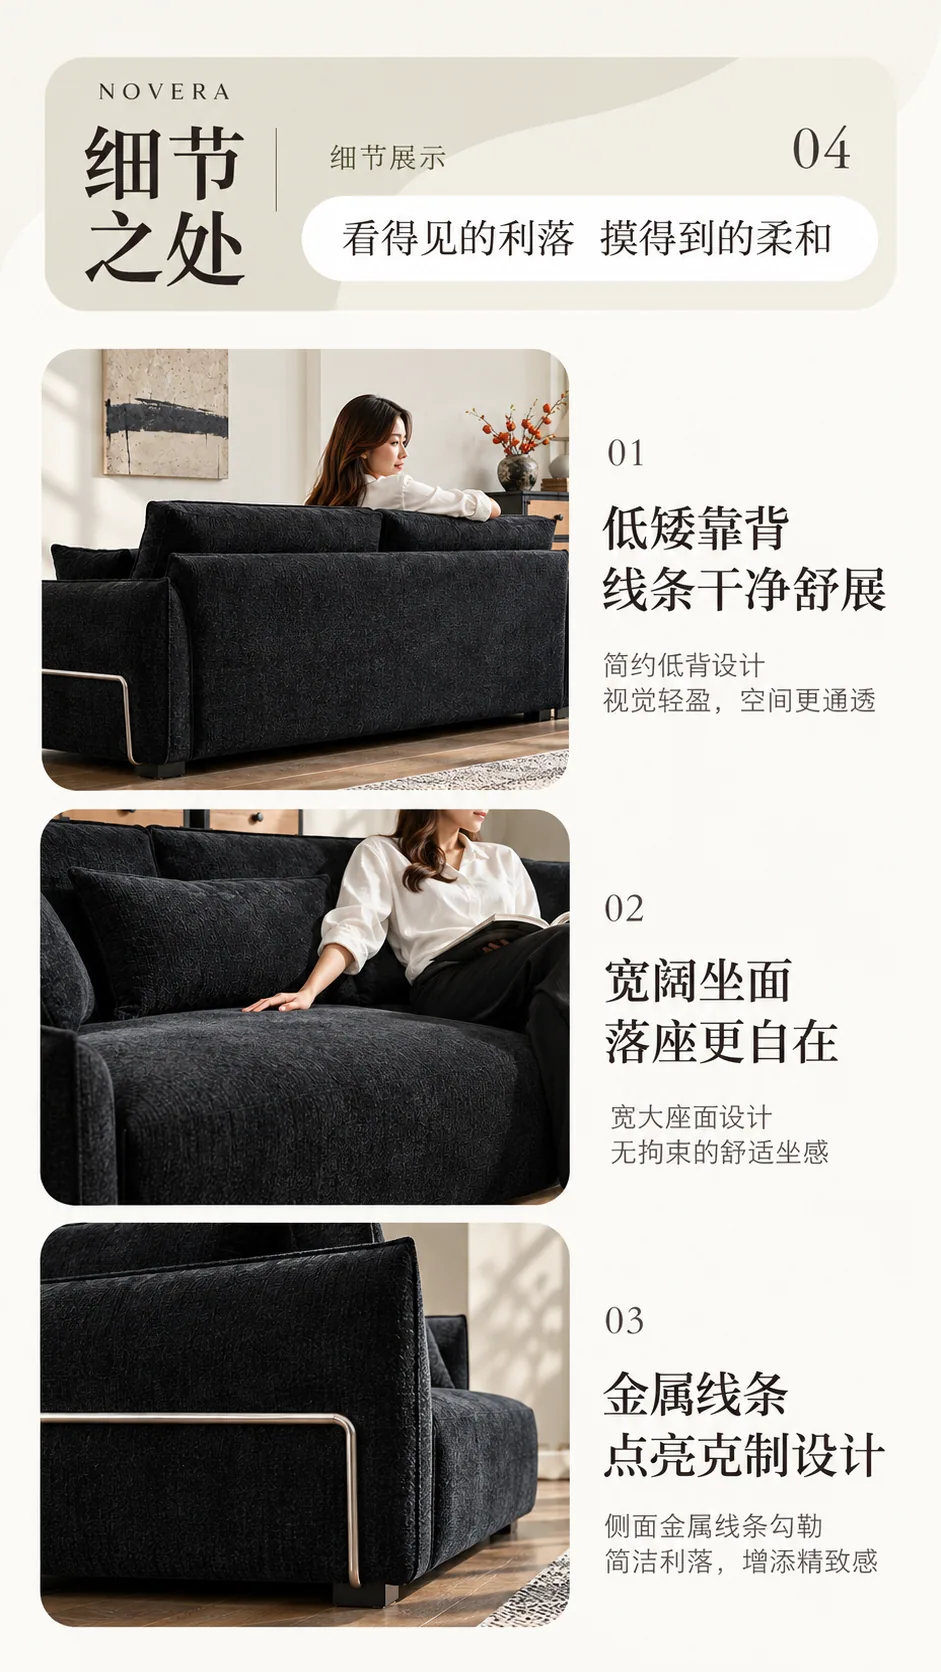 NOVERA
细节
之处
细节展示
04
看得见的利落 摸得到的柔和
01
低矮靠背
线条干净舒展
简约低背设计
视觉轻盈，空间更通透
02
宽阔坐面
落座更自在
宽大座面设计
无拘束的舒适坐感
03
金属线条
点亮克制设计
侧面金属线条勾勒
简洁利落，增添精致感